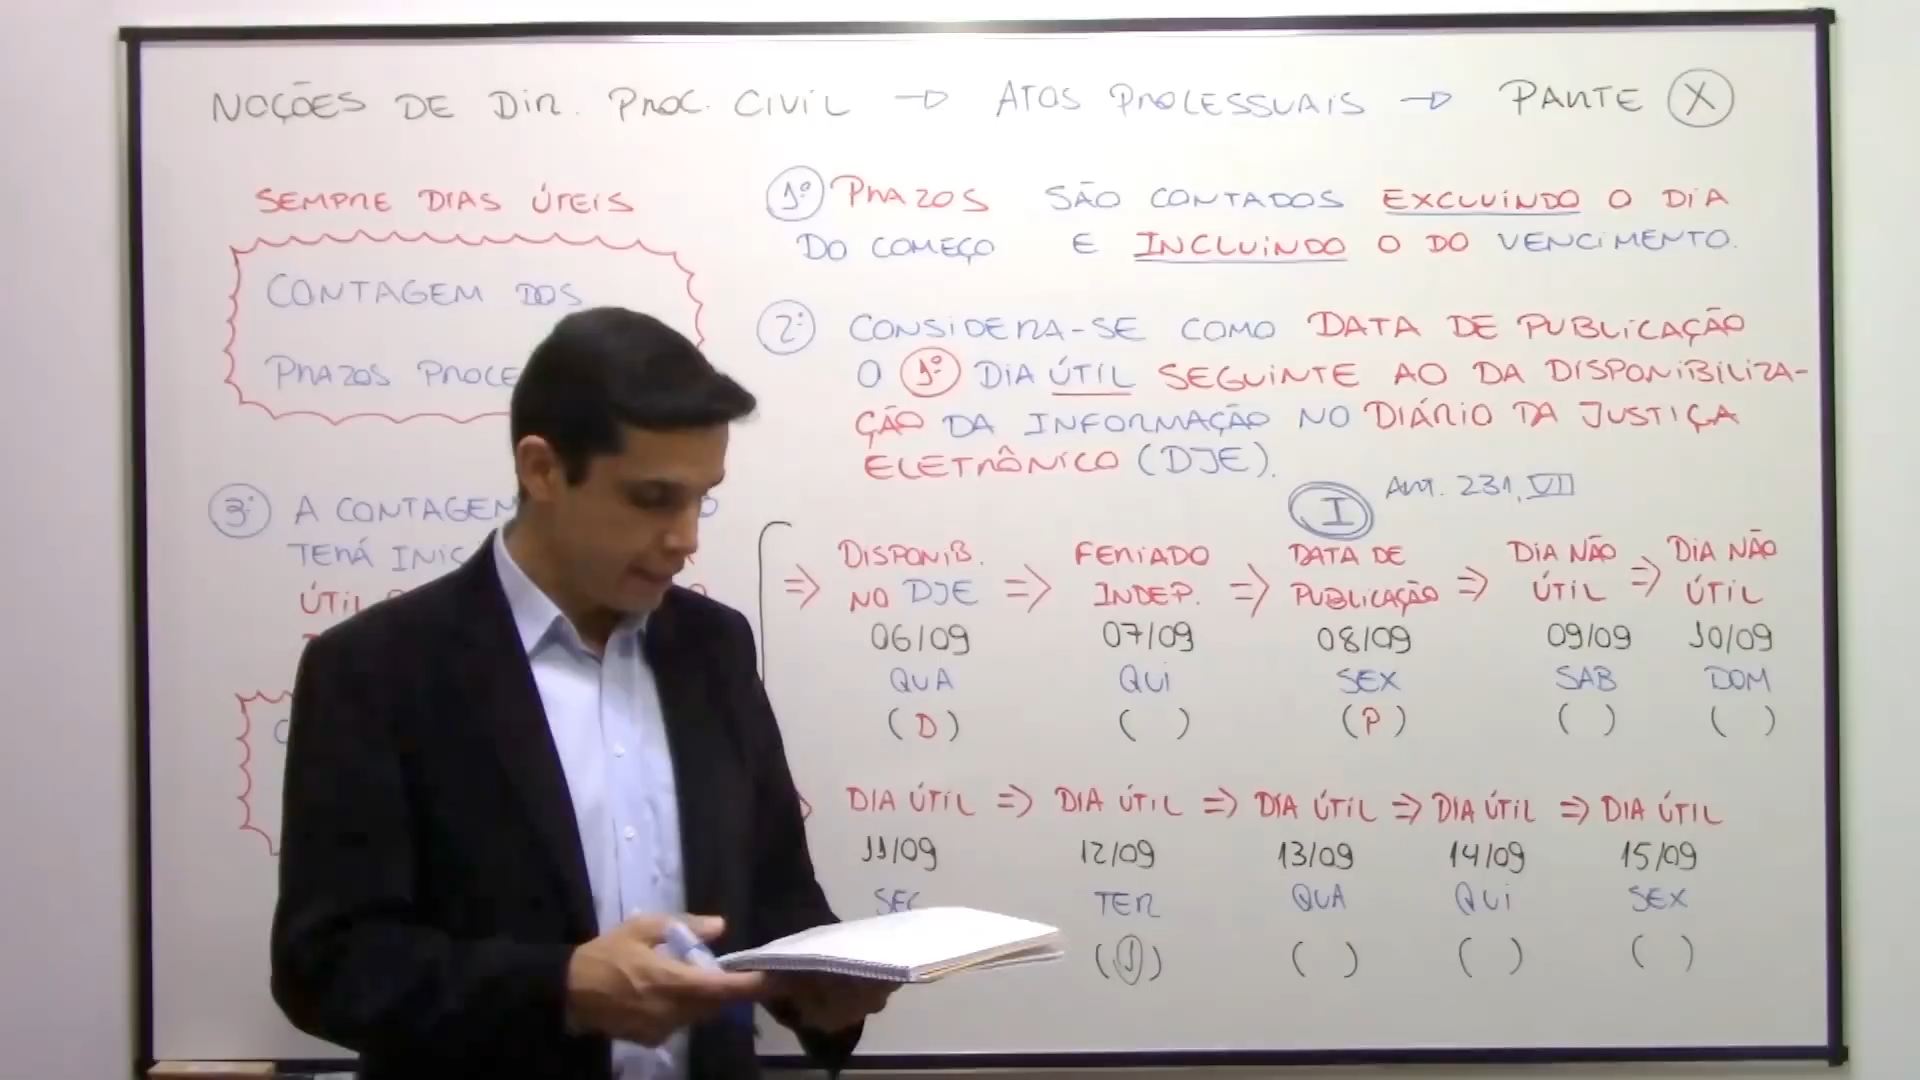 NOÇÕES DE DIR. PROC. CIVIL → ATOS PROCESSUAIS → PARTE X
SEMPRE DIAS ÚTEIS
CONTAGEM DOS
PRAZOS
1º PRAZOS SÃO CONTADOS EXCLUINDO O DIA
DO COMEÇO E INCLUINDO O DO VENCIMENTO.
2º CONSIDERA-SE COMO DATA DE PUBLICAÇÃO
O 1º DIA ÚTIL SEGUINTE AO DA DISPONIBILIZA-
ÇÃO DA INFORMAÇÃO NO DIÁRIO DA JUSTIÇA
ELETRÔNICO (DJE).
3º A CONTAGEM
TERÁ
ÚTIL
I ART. 231, VII
⇒ DISPONIB. ⇒ FERIADO ⇒ DATA DE ⇒ DIA NÃO ⇒ DIA NÃO
NO DJE INDEP. PUBLICAÇÃO ÚTIL ÚTIL
06/09 07/09 08/09 09/09 10/09
QUA QUI SEX SAB DOM
(D) ( ) (P) ( ) ( )
DIA ÚTIL ⇒ DIA ÚTIL ⇒ DIA ÚTIL ⇒ DIA ÚTIL ⇒ DIA ÚTIL
11/09 12/09 13/09 14/09 15/09
SEG TER QUA QUI SEX
(1) ( ) ( ) ( )